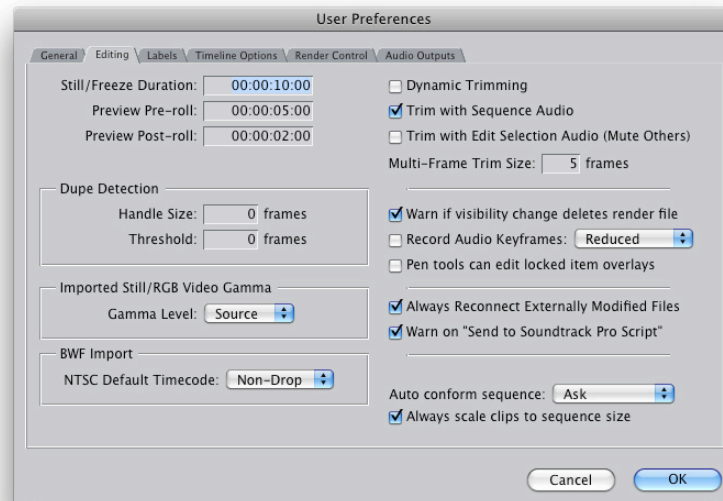 User Preferences
General Editing Labels Timeline Options Render Control Audio Outputs
Still/Freeze Duration: 00:00:10:00
Preview Pre-roll: 00:00:05:00
Preview Post-roll: 00:00:02:00
Dupe Detection
Handle Size: 0 frames
Threshold: 0 frames
Imported Still/RGB Video Gamma
Gamma Level: Source
BWF Import
NTSC Default Timecode: Non-Drop
Dynamic Trimming
Trim with Sequence Audio
Trim with Edit Selection Audio (Mute Others)
Multi-Frame Trim Size: 5 frames
Warn if visibility change deletes render file
Record Audio Keyframes: Reduced
Pen tools can edit locked item overlays
Always Reconnect Externally Modified Files
Warn on "Send to Soundtrack Pro Script"
Auto conform sequence: Ask
Always scale clips to sequence size
Cancel OK